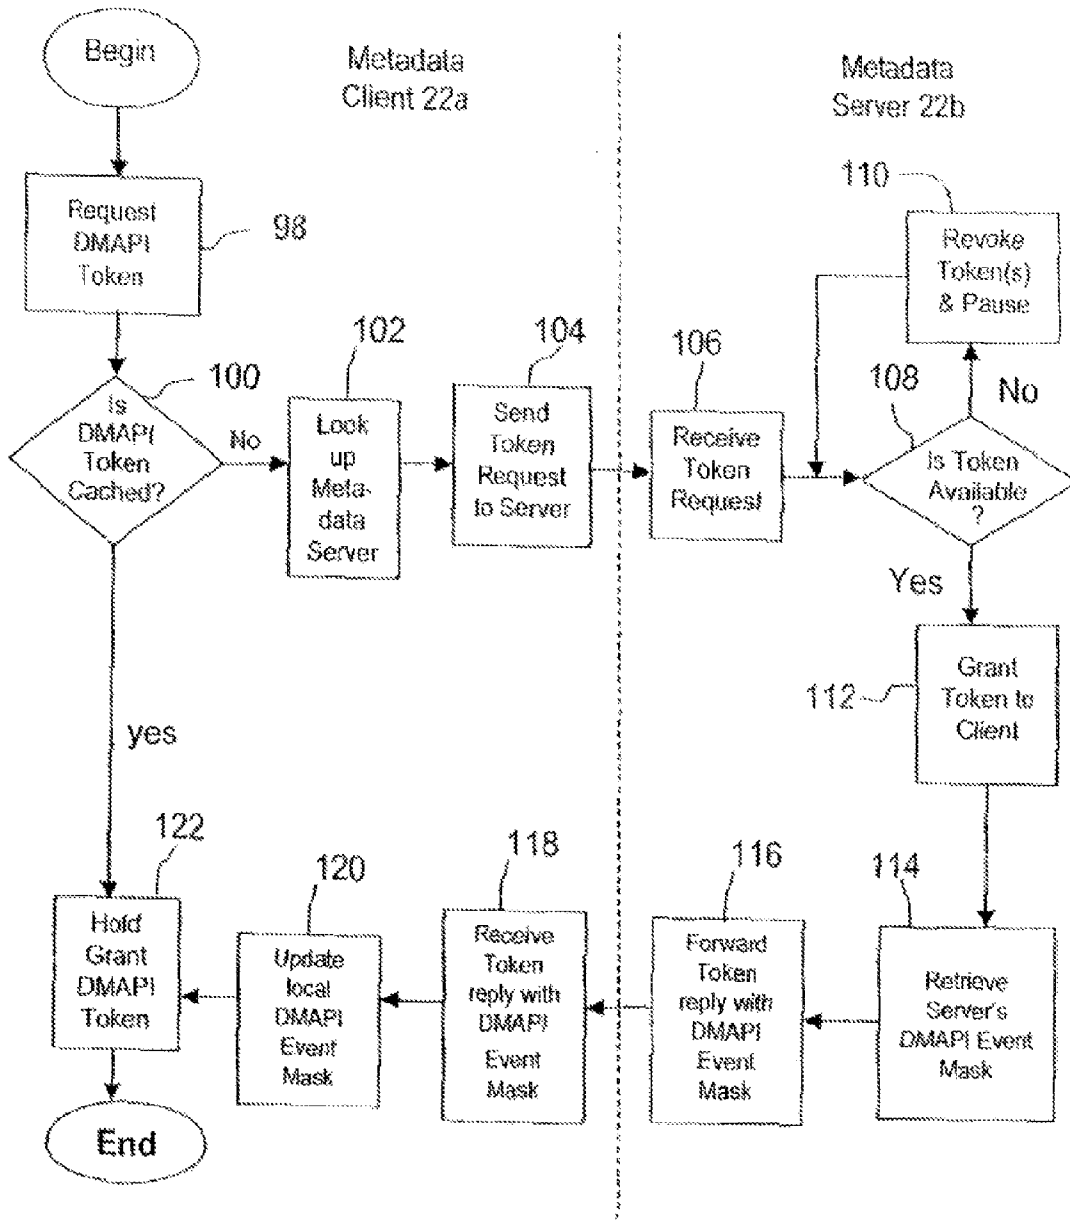 Begin
Metadata
Client 22a
Metadata
Server 22b
Request
DMAPI
Token
98
110
Revoke
Token(s)
& Pause
Is
DMAPI
Token
Cached?
100
No
102
Look
up
Meta-
data
Server
104
Send
Token
Request
to Server
106
Receive
Token
Request
108
No
Is Token
Available
?
Yes
112
Grant
Token to
Client
yes
122
Hold
Grant
DMAPI
Token
120
Update
local
DMAPI
Event
Mask
118
Receive
Token
reply with
DMAPI
Event
Mask
116
Forward
Token
reply with
DMAPI
Event
Mask
114
Retrieve
Server's
DMAPI Event
Mask
End